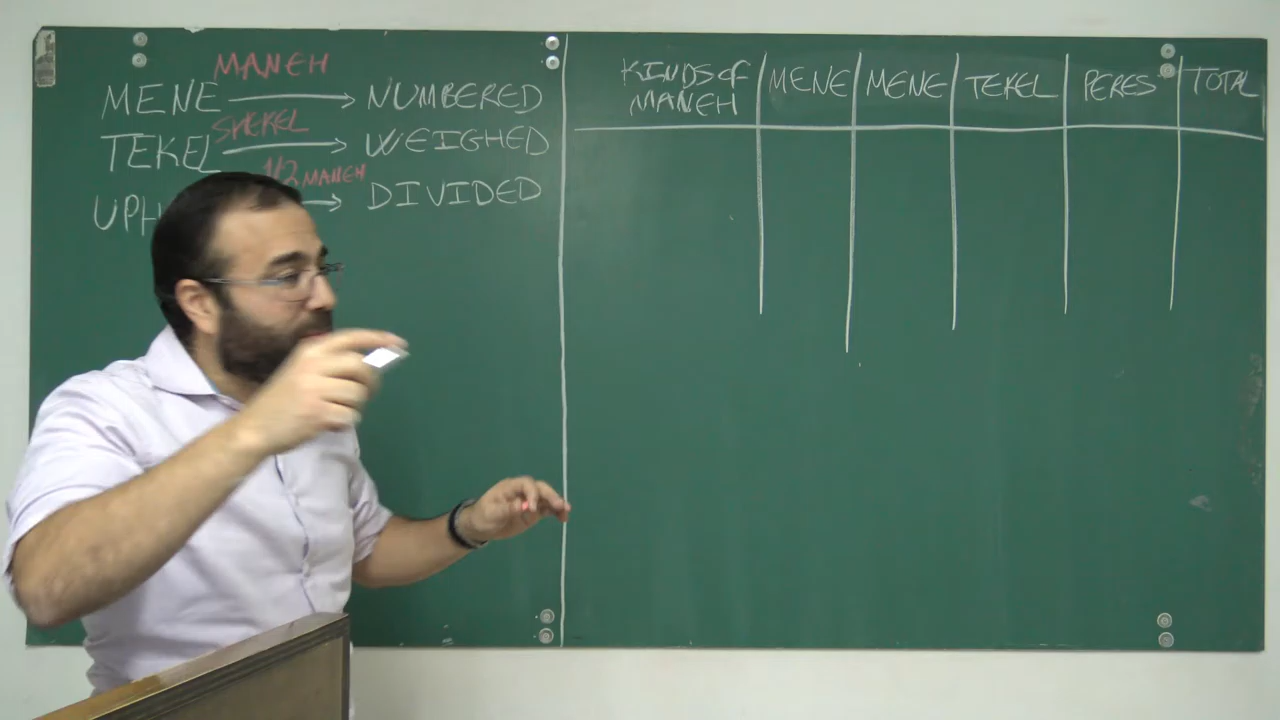 MANEH
MENE → NUMBERED
SHEKEL
TEKEL → WEIGHED
1/2 MANEH
UPH → DIVIDED
KINDS OF MANEH
MENE
MENE
TEKEL
PERES
TOTAL